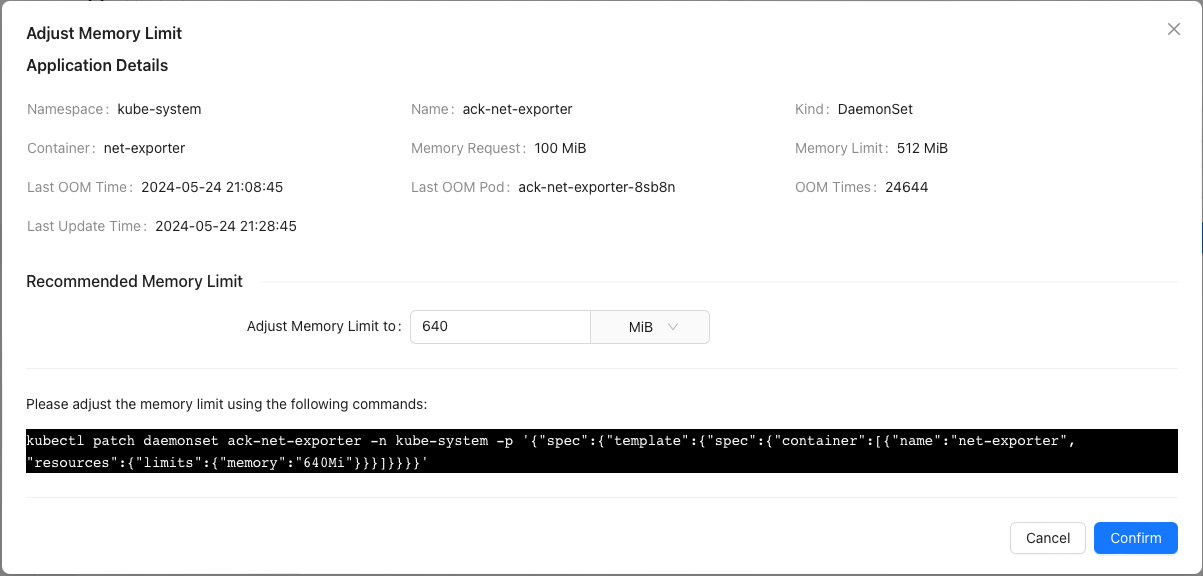 Adjust Memory Limit
Application Details
Namespace: kube-system Name: ack-net-exporter Kind: DaemonSet
Container: net-exporter Memory Request: 100 MiB Memory Limit: 512 MiB
Last OOM Time: 2024-05-24 21:08:45 Last OOM Pod: ack-net-exporter-8sb8n OOM Times: 24644
Last Update Time: 2024-05-24 21:28:45
Recommended Memory Limit
Adjust Memory Limit to: 640 MiB
Please adjust the memory limit using the following commands:
kubectl patch daemonset ack-net-exporter -n kube-system -p '{"spec":{"template":{"spec":{"container":[{"name":"net-exporter",
"resources":{"limits":{"memory":"640Mi"}}}]}}}}'
Cancel Confirm